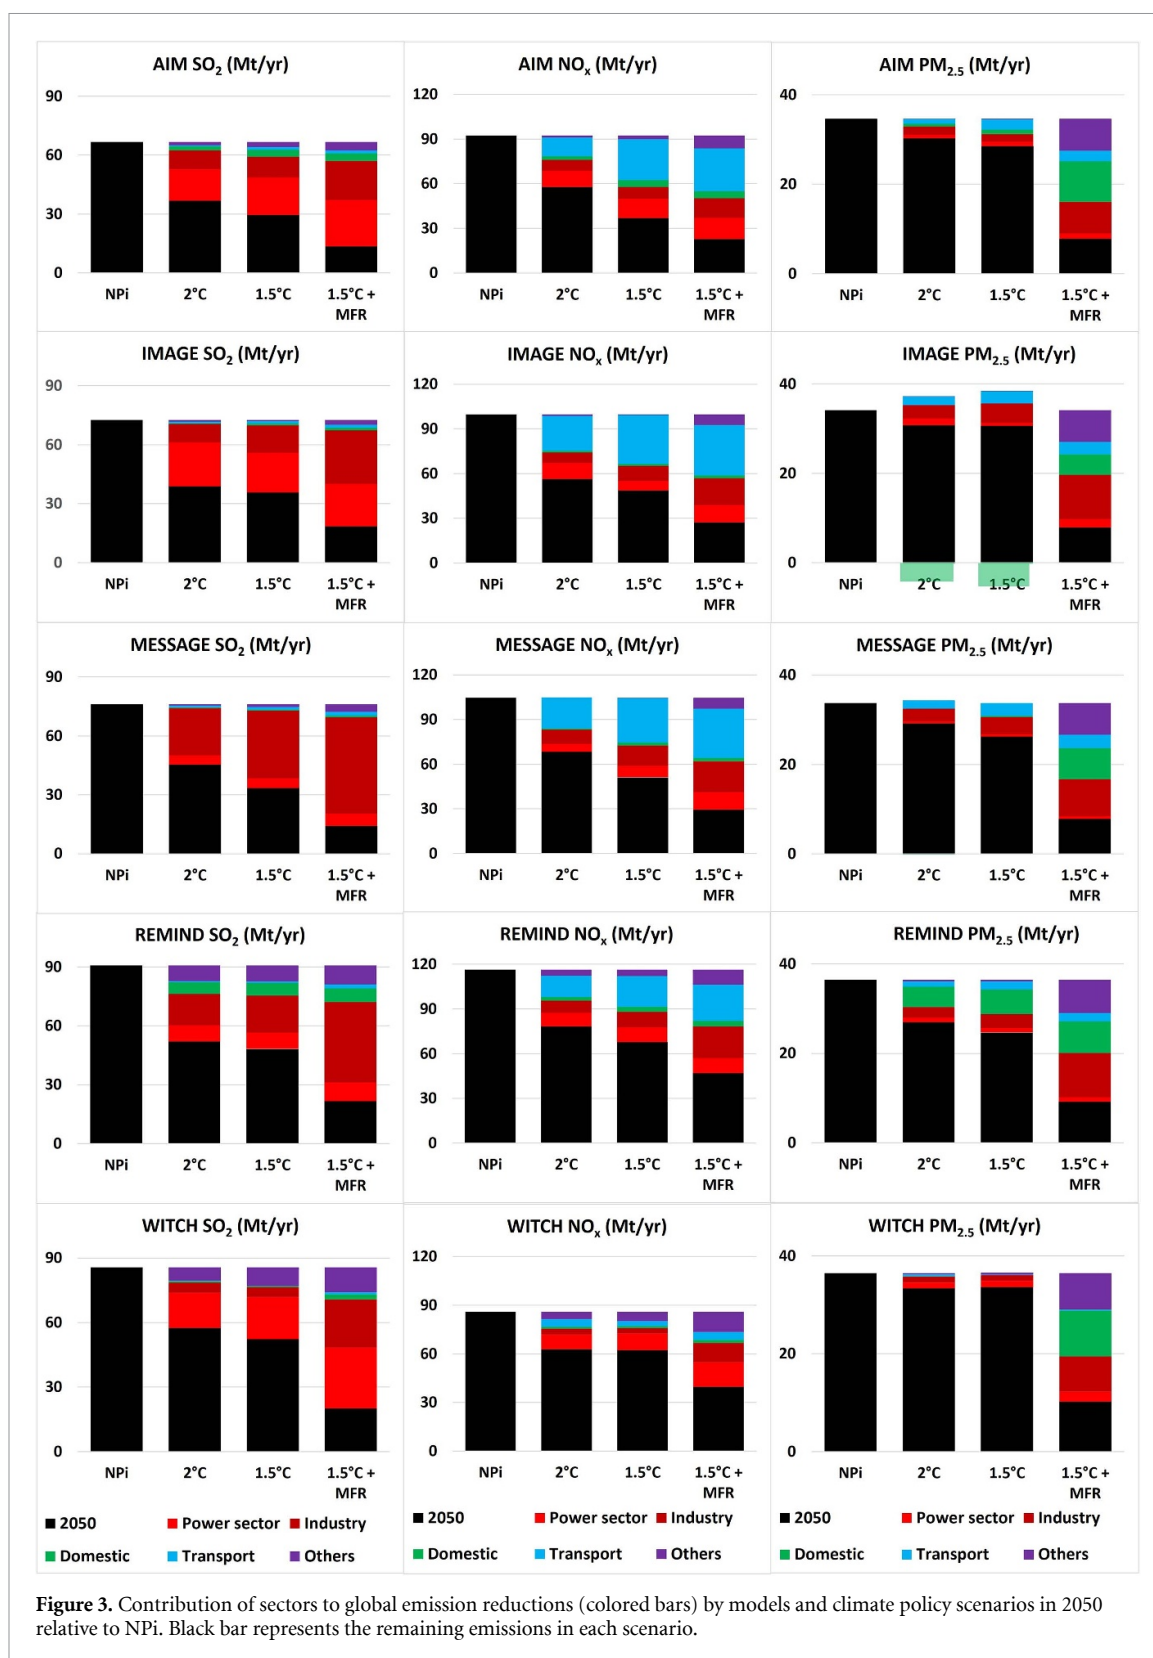 AIM SO2 (Mt/yr)
90
60
30
0
NPi 2°C 1.5°C 1.5°C + MFR
AIM NOx (Mt/yr)
120
90
60
30
0
NPi 2°C 1.5°C 1.5°C + MFR
AIM PM2.5 (Mt/yr)
40
20
0
NPi 2°C 1.5°C 1.5°C + MFR
IMAGE SO2 (Mt/yr)
90
60
30
0
NPi 2°C 1.5°C 1.5°C + MFR
IMAGE NOx (Mt/yr)
120
90
60
30
0
NPi 2°C 1.5°C 1.5°C + MFR
IMAGE PM2.5 (Mt/yr)
40
20
0
NPi 2°C 1.5°C 1.5°C + MFR
MESSAGE SO2 (Mt/yr)
90
60
30
0
NPi 2°C 1.5°C 1.5°C + MFR
MESSAGE NOx (Mt/yr)
120
90
60
30
0
NPi 2°C 1.5°C 1.5°C + MFR
MESSAGE PM2.5 (Mt/yr)
40
20
0
NPi 2°C 1.5°C 1.5°C + MFR
REMIND SO2 (Mt/yr)
90
60
30
0
NPi 2°C 1.5°C 1.5°C + MFR
REMIND NOx (Mt/yr)
120
90
60
30
0
NPi 2°C 1.5°C 1.5°C + MFR
REMIND PM2.5 (Mt/yr)
40
20
0
NPi 2°C 1.5°C 1.5°C + MFR
WITCH SO2 (Mt/yr)
90
60
30
0
NPi 2°C 1.5°C 1.5°C + MFR
2050 Power sector Industry
Domestic Transport Others
WITCH NOx (Mt/yr)
120
90
60
30
0
NPi 2°C 1.5°C 1.5°C + MFR
2050 Power sector Industry
Domestic Transport Others
WITCH PM2.5 (Mt/yr)
40
20
0
NPi 2°C 1.5°C 1.5°C + MFR
2050 Power sector Industry
Domestic Transport Others
Figure 3. Contribution of sectors to global emission reductions (colored bars) by models and climate policy scenarios in 2050
relative to NPi. Black bar represents the remaining emissions in each scenario.